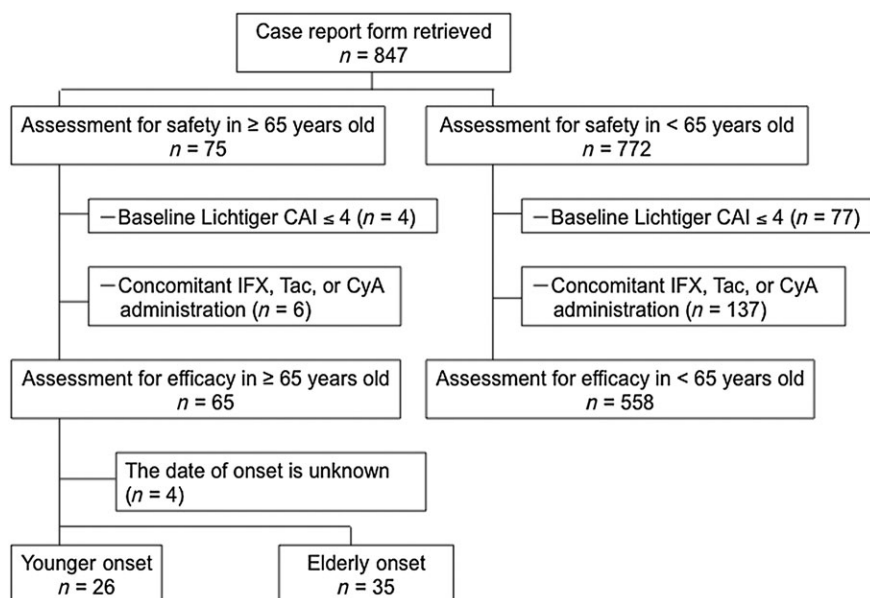 Case report form retrieved
n = 847
Assessment for safety in ≥ 65 years old
n = 75
Assessment for safety in < 65 years old
n = 772
－Baseline Lichtiger CAI ≤ 4 (n = 4)
－Baseline Lichtiger CAI ≤ 4 (n = 77)
－Concomitant IFX, Tac, or CyA
administration (n = 6)
－Concomitant IFX, Tac, or CyA
administration (n = 137)
Assessment for efficacy in ≥ 65 years old
n = 65
Assessment for efficacy in < 65 years old
n = 558
The date of onset is unknown
(n = 4)
Younger onset
n = 26
Elderly onset
n = 35